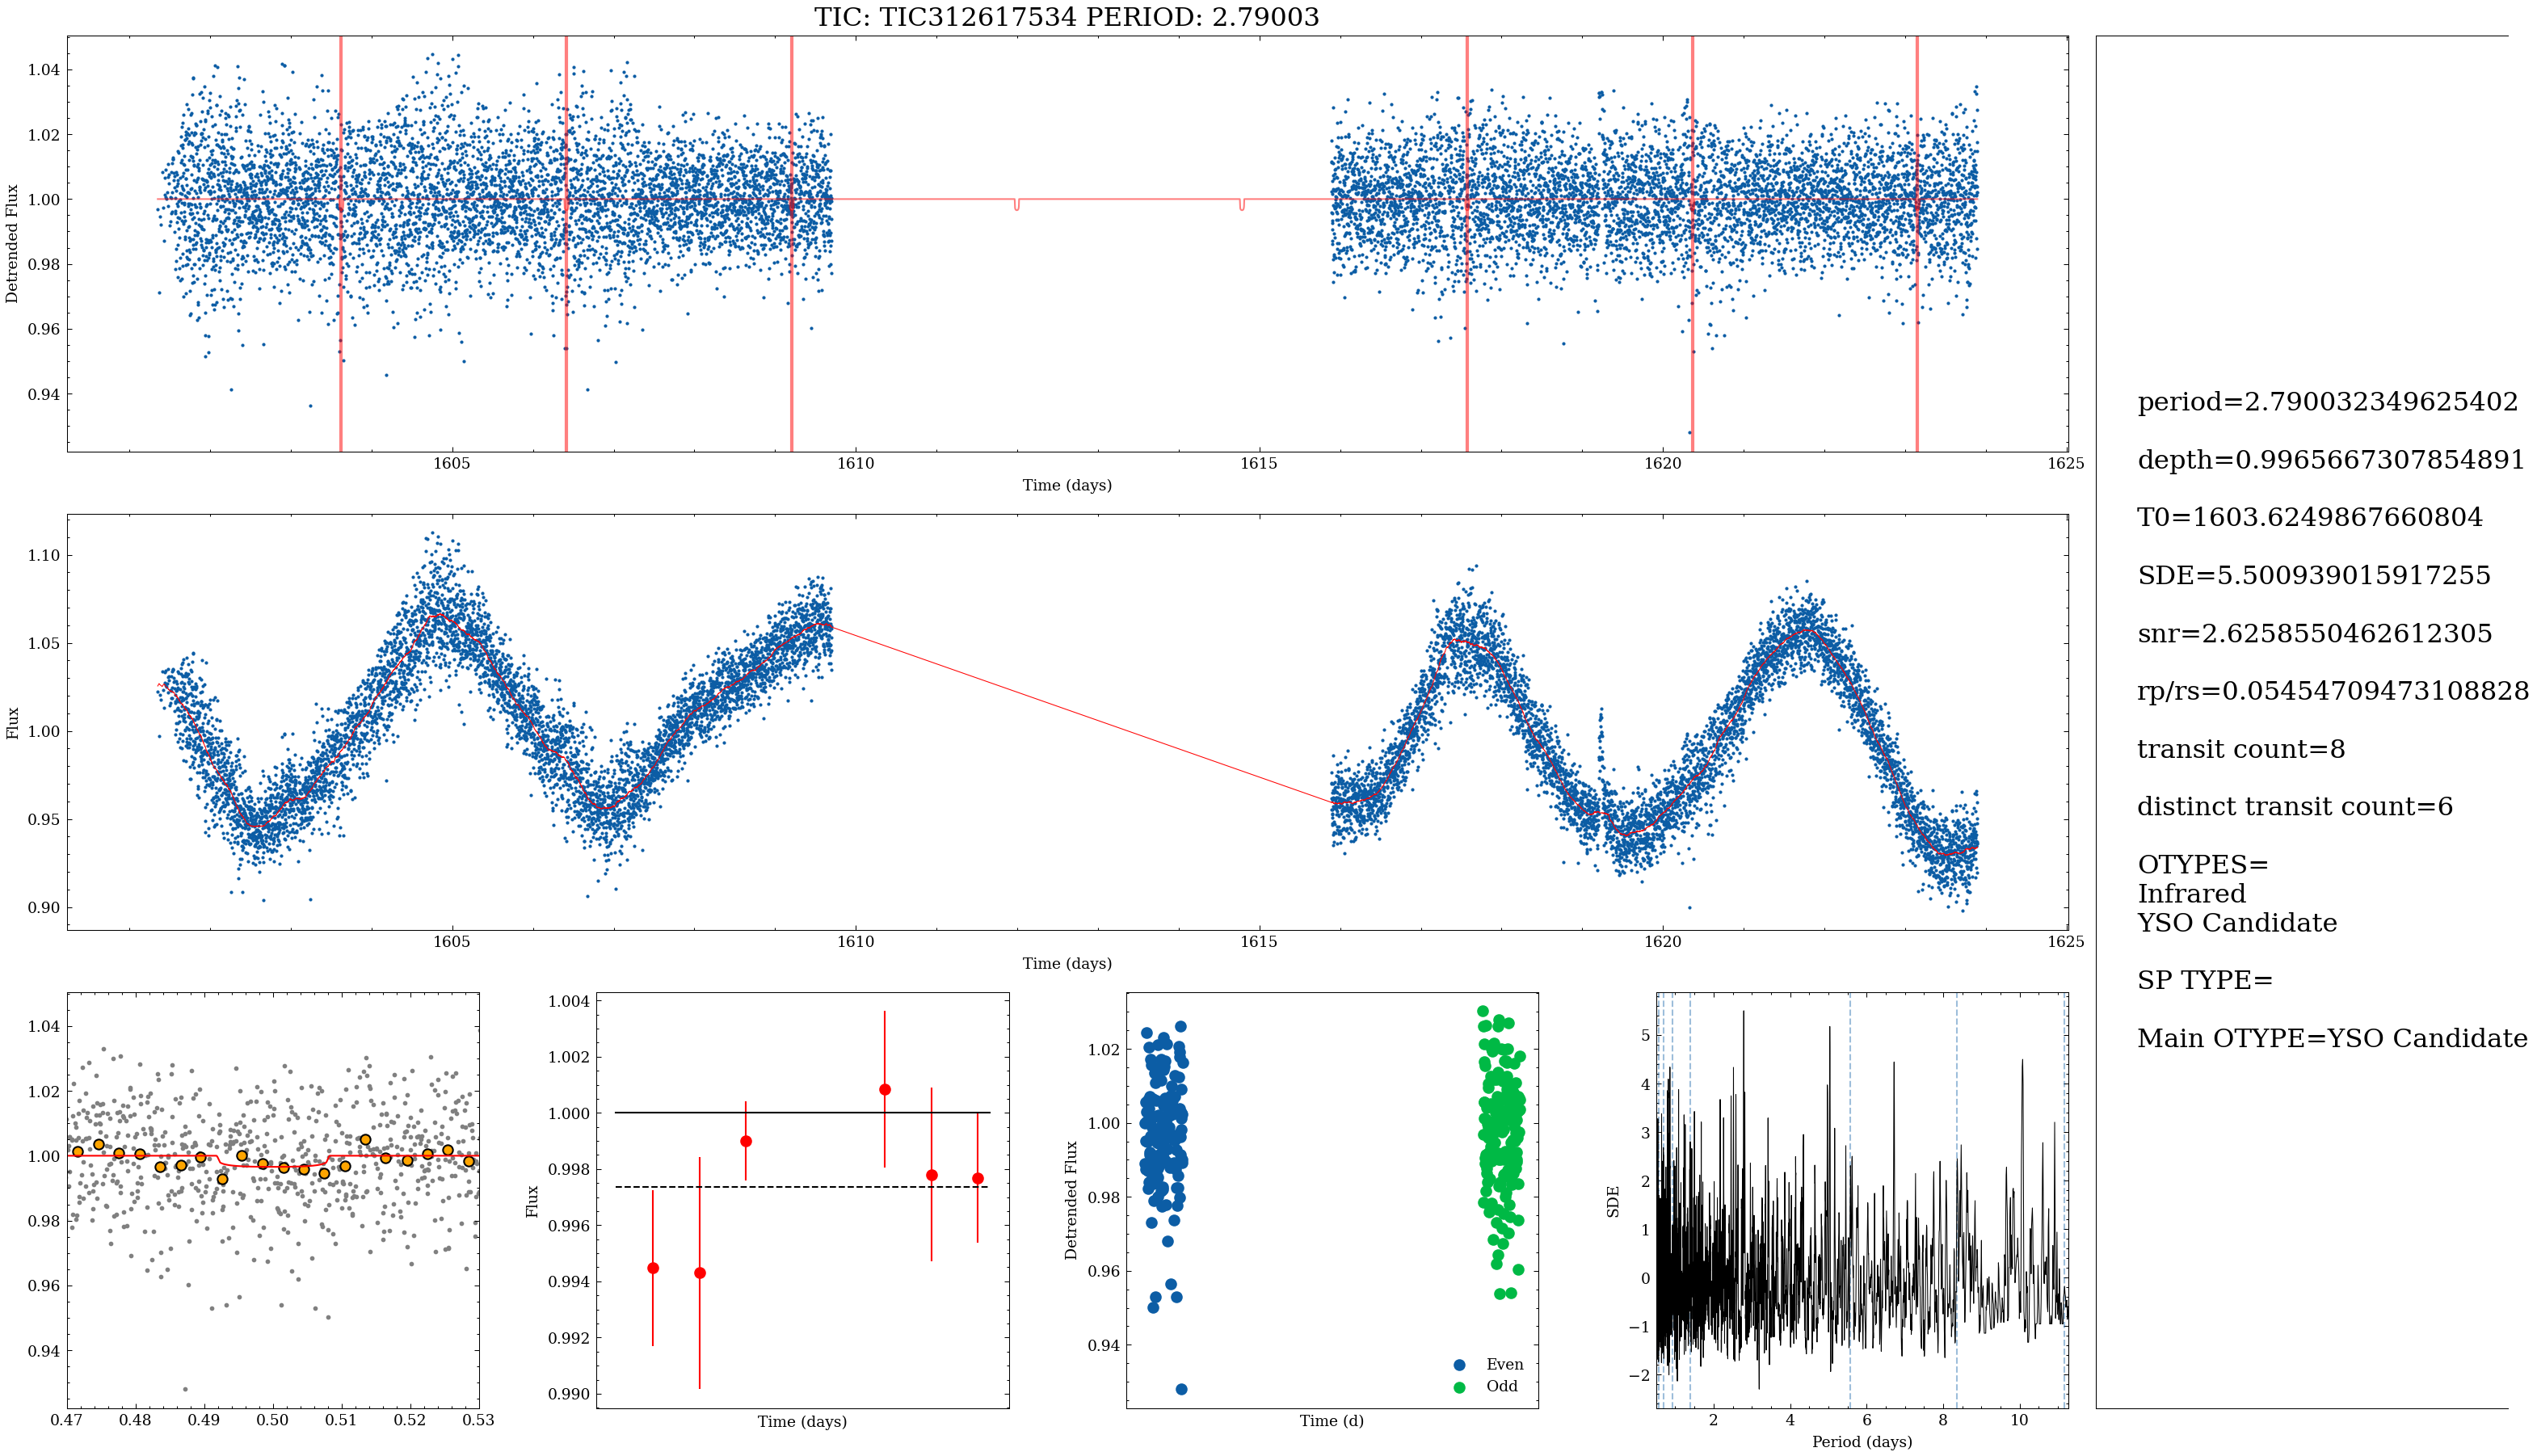 TIC: TIC312617534 PERIOD: 2.79003
1.04
1.02
1.00
0.98
0.96
0.94
Detrended Flux
1605
1610
1615
1620
1625
Time (days)
1.10
1.05
1.00
0.95
0.90
Flux
1605
1610
1615
1620
1625
Time (days)
1.04
1.02
1.00
0.98
0.96
0.94
0.47
0.48
0.49
0.50
0.51
0.52
0.53
1.004
1.002
1.000
0.998
0.996
0.994
0.992
0.990
Flux
Time (days)
1.02
1.00
0.98
0.96
0.94
Detrended Flux
Even
Odd
Time (d)
5
4
3
2
1
0
−1
−2
SDE
2
4
6
8
10
Period (days)
period=2.790032349625402
depth=0.9965667307854891
T0=1603.6249867660804
SDE=5.500939015917255
snr=2.6258550462612305
rp/rs=0.05454709473108828
transit count=8
distinct transit count=6
OTYPES=
Infrared
YSO Candidate
SP TYPE=
Main OTYPE=YSO Candidate